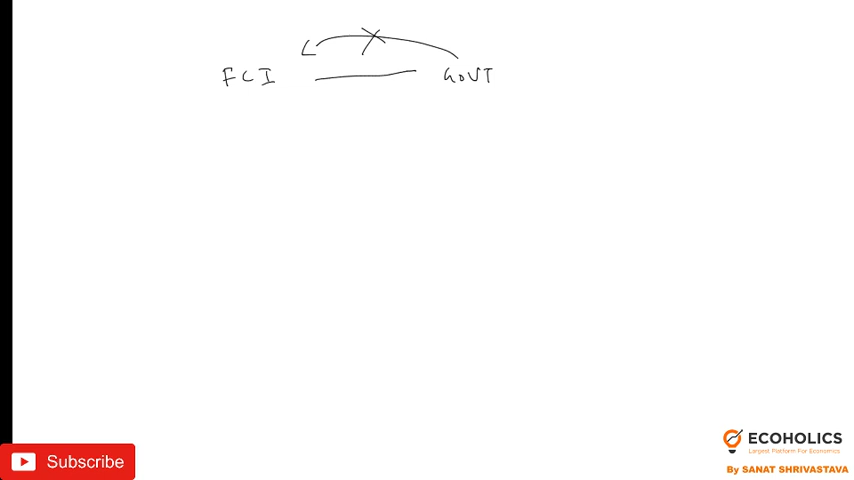 FCI GOVT
ECOHOLICS
Largest Platform For Economics
By SANAT SHRIVASTAVA
Subscribe